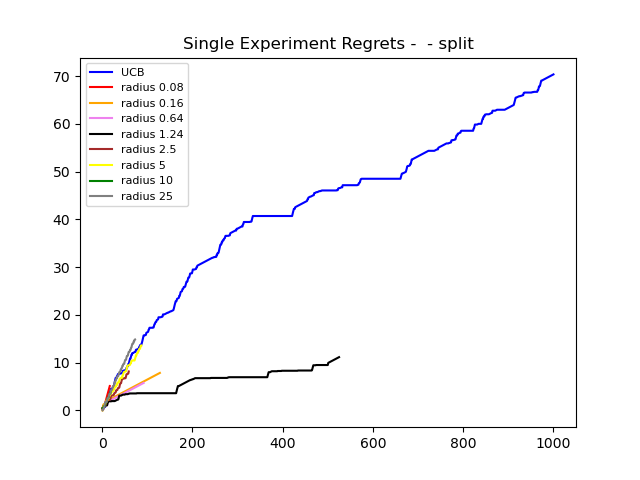 Single Experiment Regrets -  - split
UCB
radius 0.08
radius 0.16
radius 0.64
radius 1.24
radius 2.5
radius 5
radius 10
radius 25
70
60
50
40
30
20
10
0
0 200 400 600 800 1000